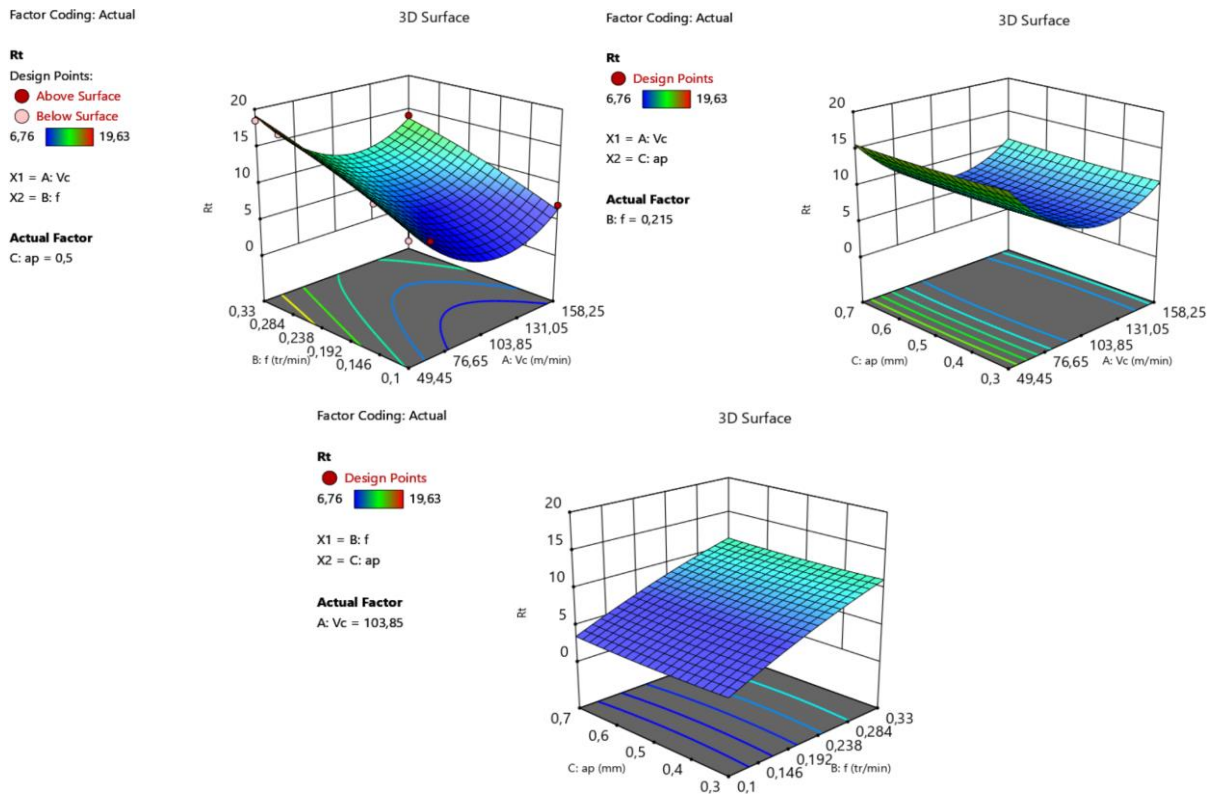 Factor Coding: Actual
3D Surface
Rt
Design Points:
Above Surface
Below Surface
6,76 19,63
X1 = A: Vc
X2 = B: f
Actual Factor
C: ap = 0,5
20
15
10
5
0
Rt
0,33
0,284
0,238
0,192
0,146
0,1
B: f (tr/min)
158,25
131,05
103,85
76,65
49,45
A: Vc (m/min)
Factor Coding: Actual
3D Surface
Rt
Design Points
6,76 19,63
X1 = A: Vc
X2 = C: ap
Actual Factor
B: f = 0,215
20
15
10
5
0
Rt
0,7
0,6
0,5
0,4
0,3
C: ap (mm)
158,25
131,05
103,85
76,65
49,45
A: Vc (m/min)
Factor Coding: Actual
3D Surface
Rt
Design Points
6,76 19,63
X1 = B: f
X2 = C: ap
Actual Factor
A: Vc = 103,85
20
15
10
5
0
Rt
0,7
0,6
0,5
0,4
0,3
C: ap (mm)
0,33
0,284
0,238
0,192
0,146
0,1
B: f (tr/min)